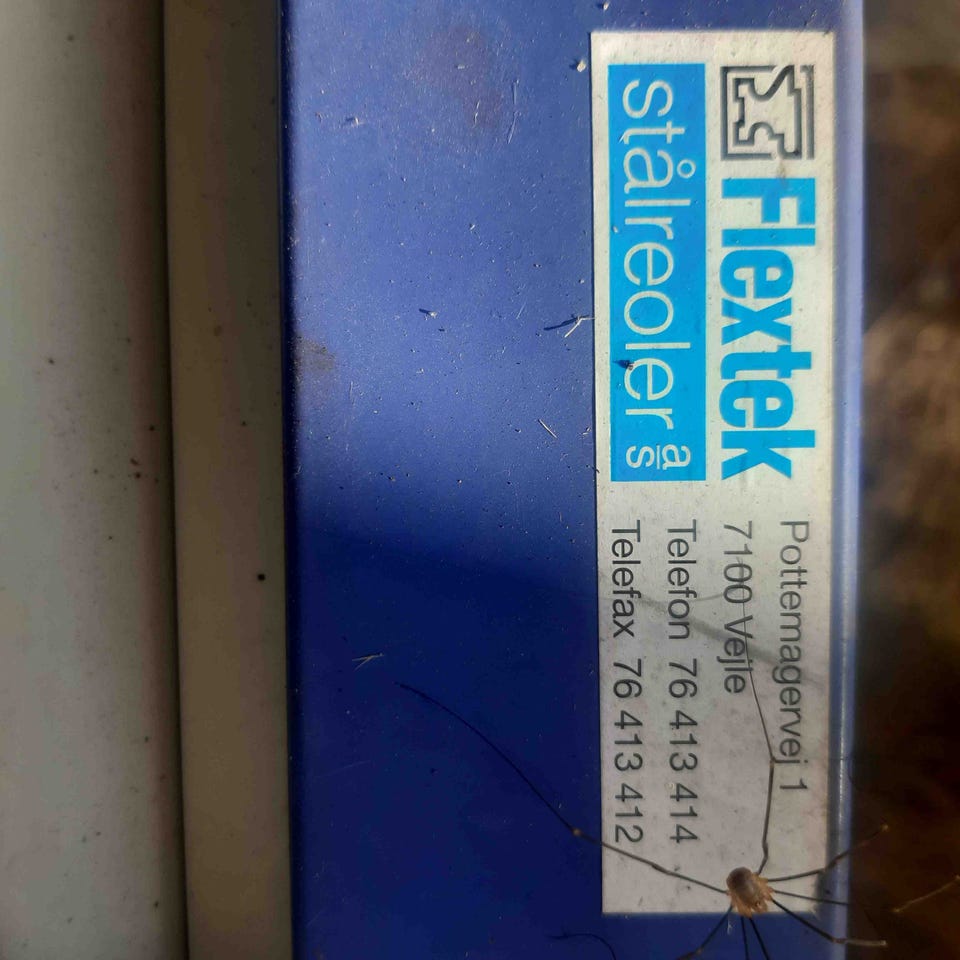 Flextek
stålreoler a/s
Pottemagervej 1
7100 Vejle
Telefon 76 413 414
Telefax 76 413 412